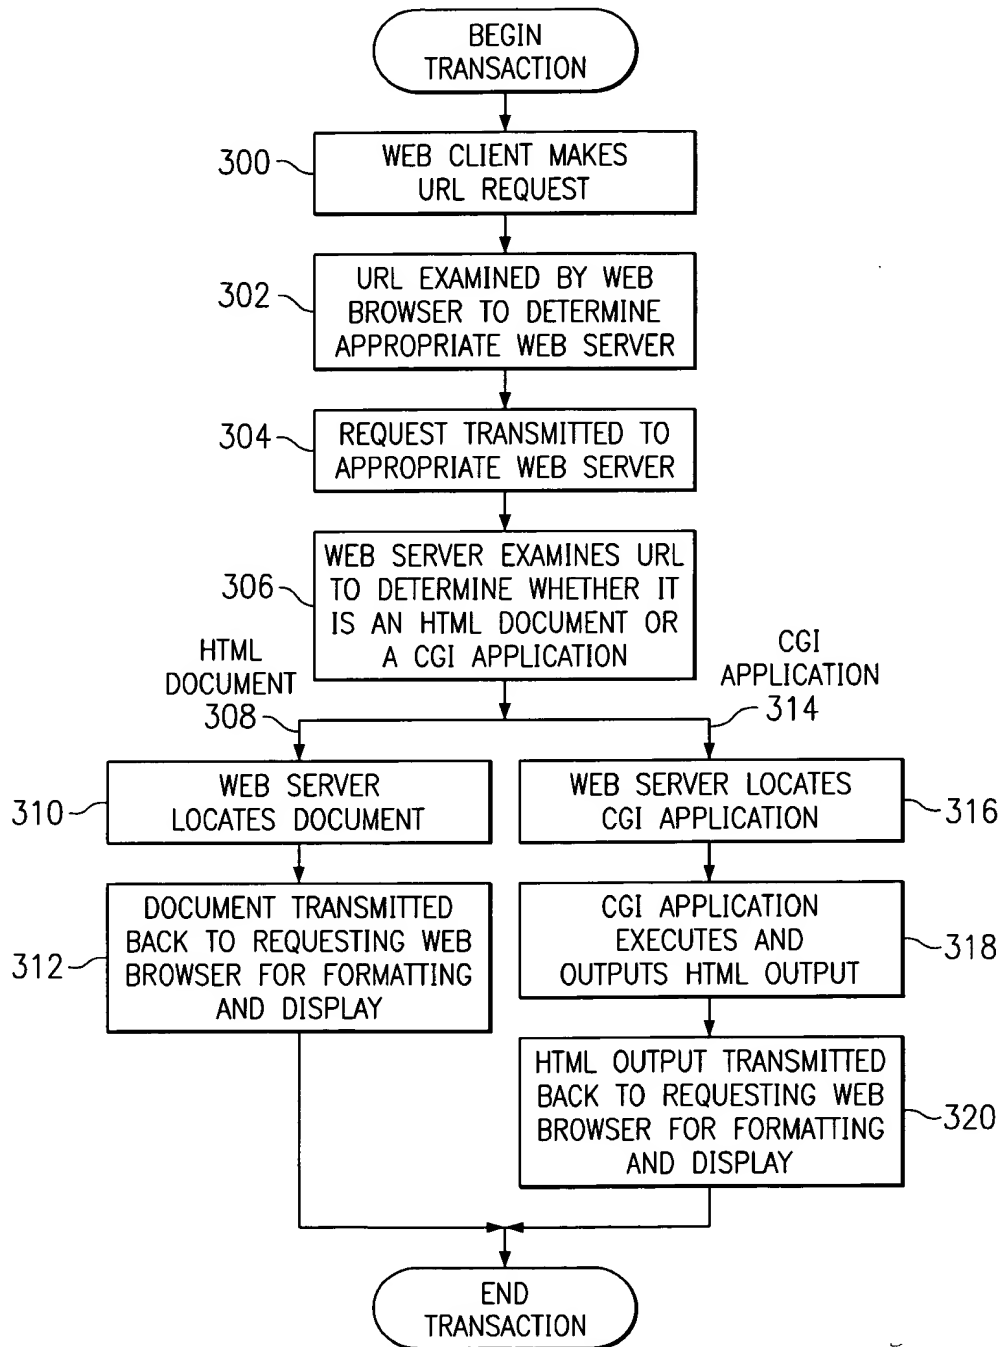 BEGIN
TRANSACTION
300
WEB CLIENT MAKES
URL REQUEST
302
URL EXAMINED BY WEB
BROWSER TO DETERMINE
APPROPRIATE WEB SERVER
304
REQUEST TRANSMITTED TO
APPROPRIATE WEB SERVER
306
WEB SERVER EXAMINES URL
TO DETERMINE WHETHER IT
IS AN HTML DOCUMENT OR
A CGI APPLICATION
HTML
DOCUMENT
308
CGI
APPLICATION
314
310
WEB SERVER
LOCATES DOCUMENT
312
DOCUMENT TRANSMITTED
BACK TO REQUESTING WEB
BROWSER FOR FORMATTING
AND DISPLAY
WEB SERVER LOCATES
CGI APPLICATION
316
CGI APPLICATION
EXECUTES AND
OUTPUTS HTML OUTPUT
318
HTML OUTPUT TRANSMITTED
BACK TO REQUESTING WEB
BROWSER FOR FORMATTING
AND DISPLAY
320
END
TRANSACTION